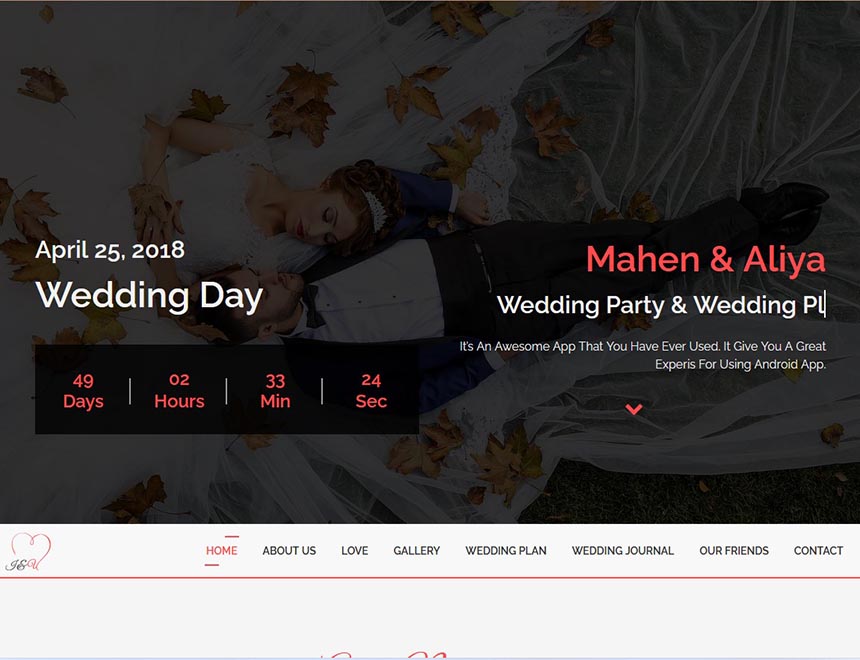 April 25, 2018
Wedding Day
49 Days
02 Hours
33 Min
24 Sec
Mahen & Aliya
Wedding Party & Wedding Pl
It's An Awesome App That You Have Ever Used. It Give You A Great
Experis For Using Android App.
I&U
HOME ABOUT US LOVE GALLERY WEDDING PLAN WEDDING JOURNAL OUR FRIENDS CONTACT